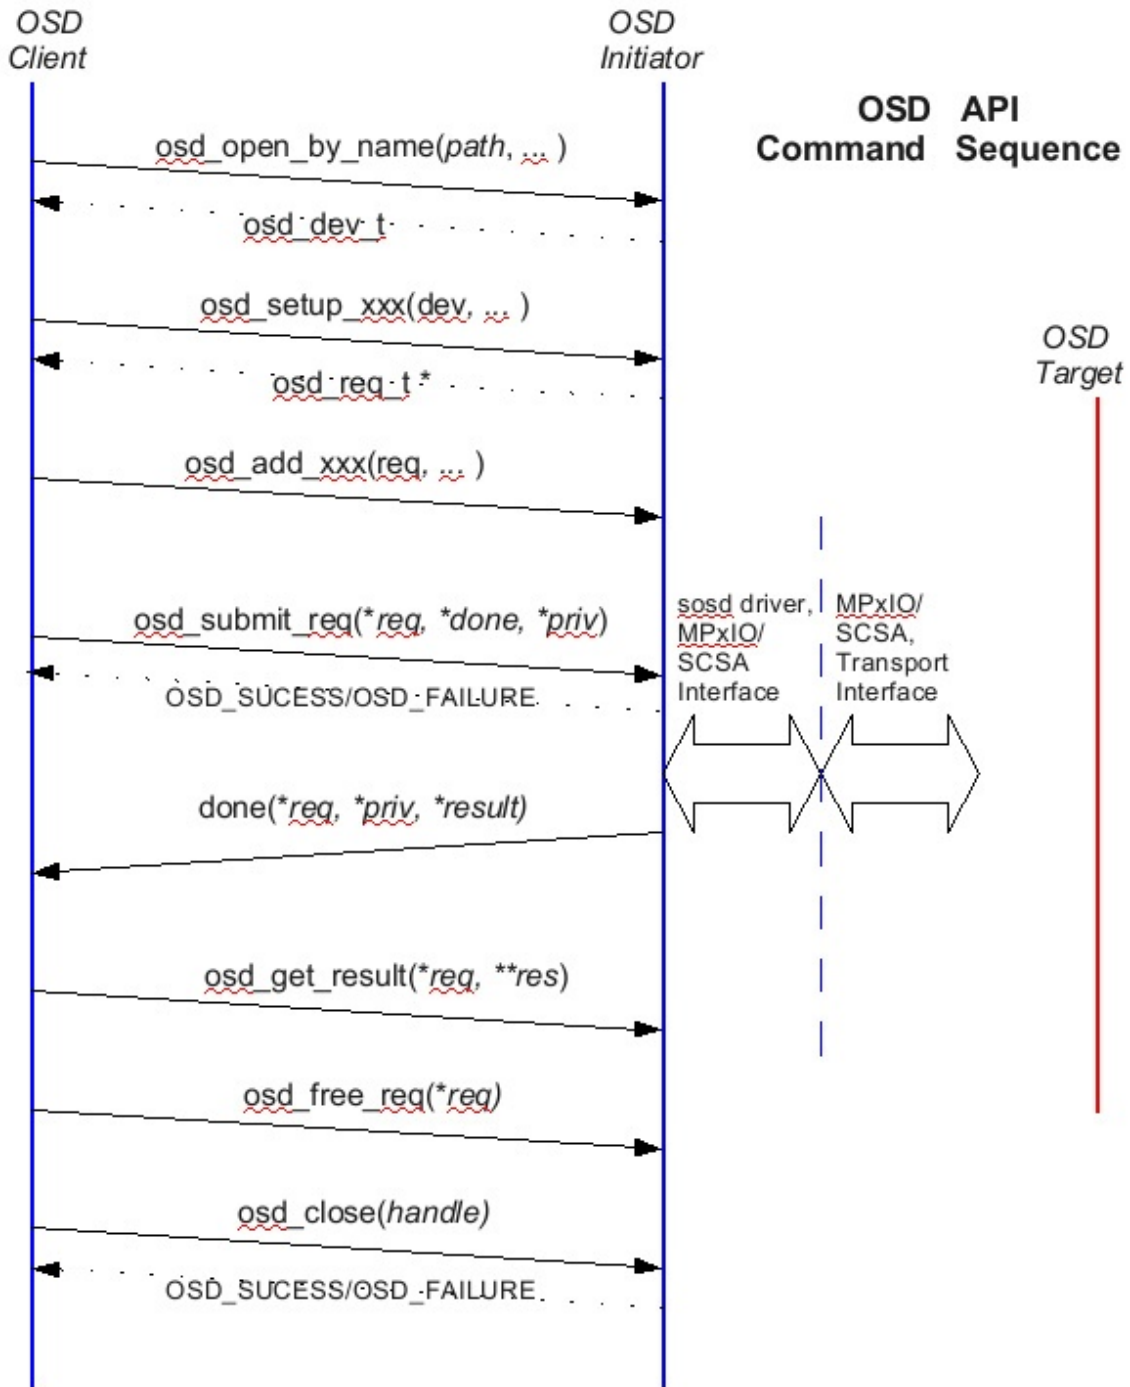 OSD
Client
OSD
Initiator
OSD API
Command Sequence
osd_open_by_name(path, ... )
osd_dev_t
osd_setup_xxx(dev, ... )
OSD
Target
osd_req_t *
osd_add_xxx(req, ... )
osd_submit_req(*req, *done, *priv)
OSD_SUCESS/OSD_FAILURE
sosd driver,
MPxIO/
SCSA
Interface
MPxIO/
SCSA,
Transport
Interface
done(*req, *priv, *result)
osd_get_result(*req, **res)
osd_free_req(*req)
osd_close(handle)
OSD_SUCESS/OSD_FAILURE